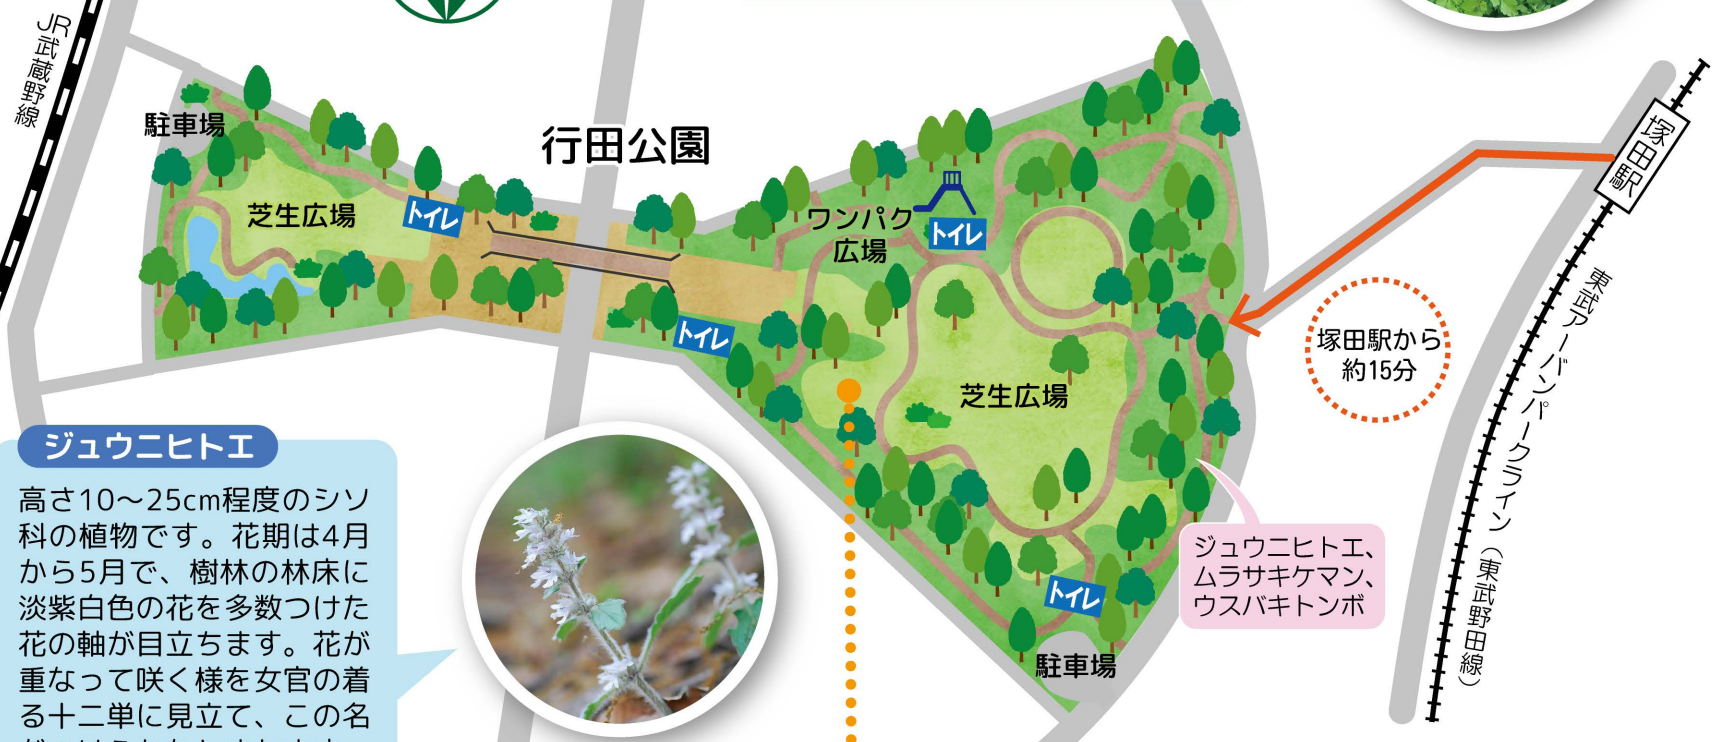 JR武蔵野線
駐車場
行田公園
塚田駅
芝生広場
トイレ
ワンパク
広場
トイレ
トイレ
塚田駅から
約15分
東武アーバンパークライン（東武野田線）
芝生広場
ジュウニヒトエ
高さ10～25cm程度のシソ
科の植物です。花期は4月
から5月で、樹林の林床に
淡紫白色の花を多数つけた
花の軸が目立ちます。花が
重なって咲く様を女官の着
る十二単に見立て、この名
ジュウニヒトエ、
ムラサキケマン、
ウスバキトンボ
トイレ
駐車場